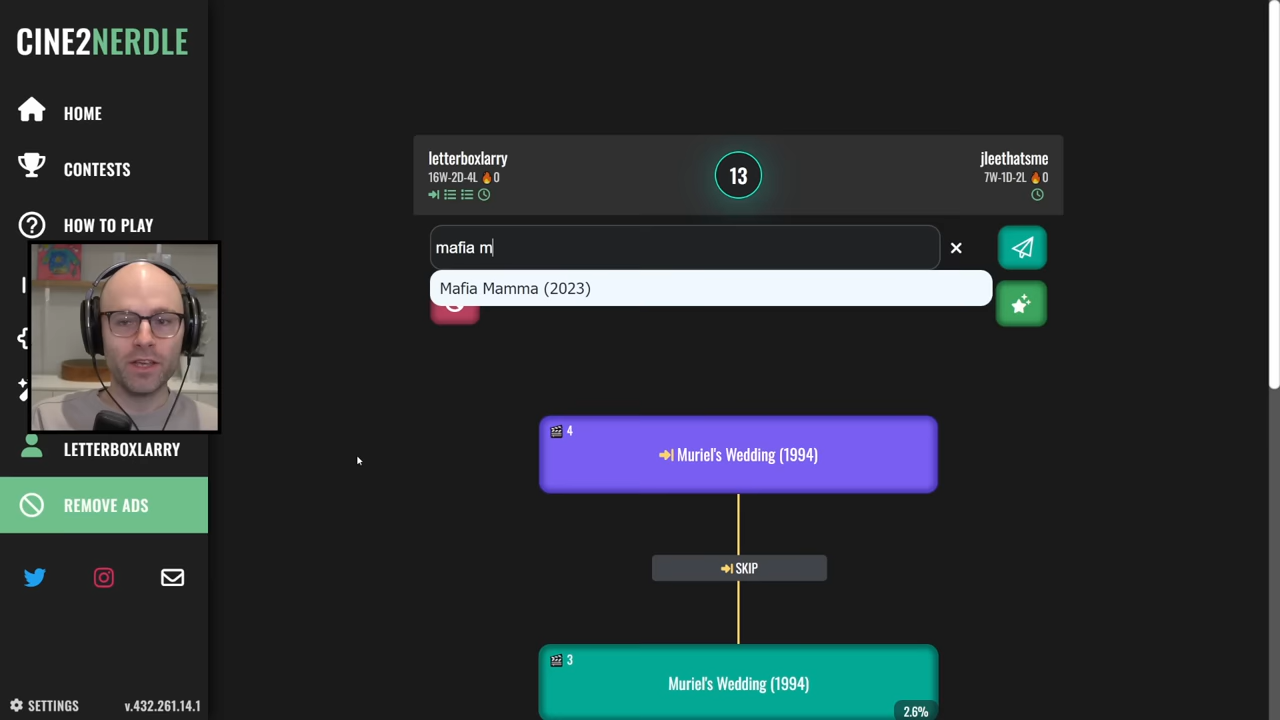 CINE2NERDLE
HOME
CONTESTS
HOW TO PLAY
LETTERBOXLARRY
REMOVE ADS
SETTINGS
v.432.261.14.1
letterboxlarry
16W-2D-4L 🔥0
13
jleethatsme
7W-1D-2L 🔥0
mafia m
Mafia Mamma (2023)
4
Muriel's Wedding (1994)
SKIP
3
Muriel's Wedding (1994)
2.6%